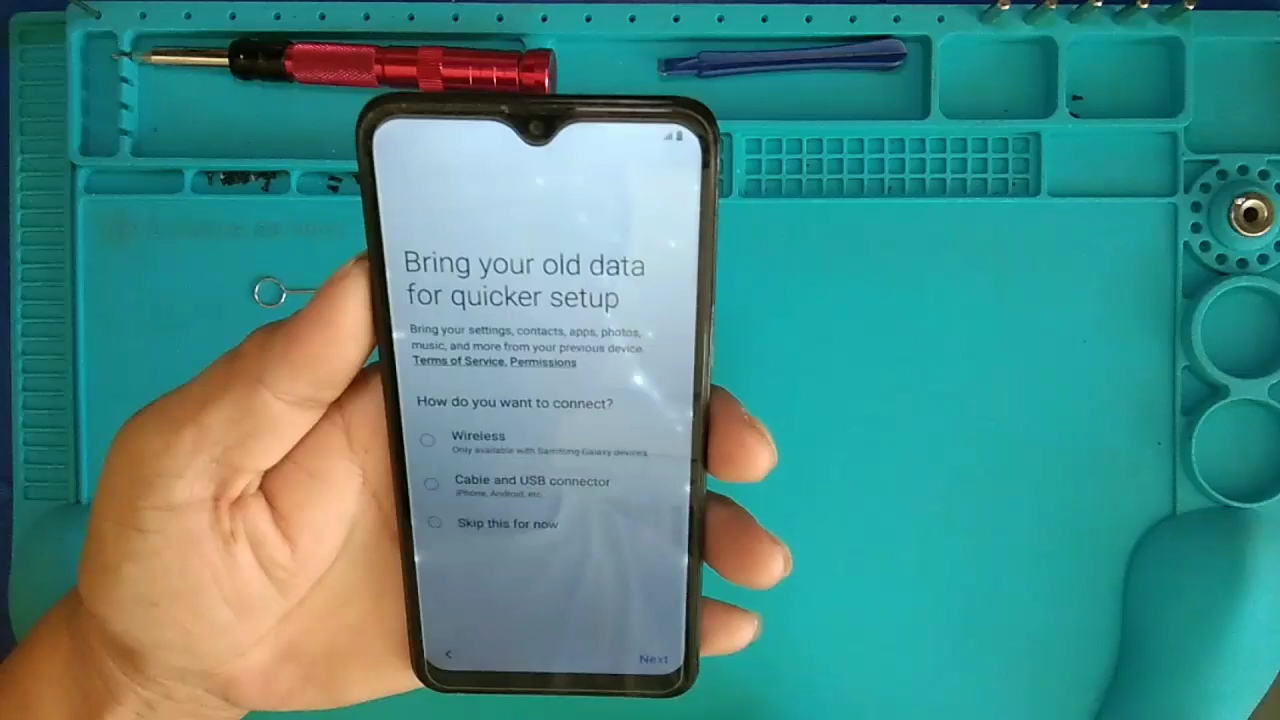 Bring your old data
for quicker setup
Bring your settings, contacts, apps, photos,
music, and more from your previous device.
Terms of Service, Permissions
How do you want to connect?
Wireless
Only available with Samsung Galaxy devices
Cable and USB connector
iPhone, Android, etc.
Skip this for now
Next